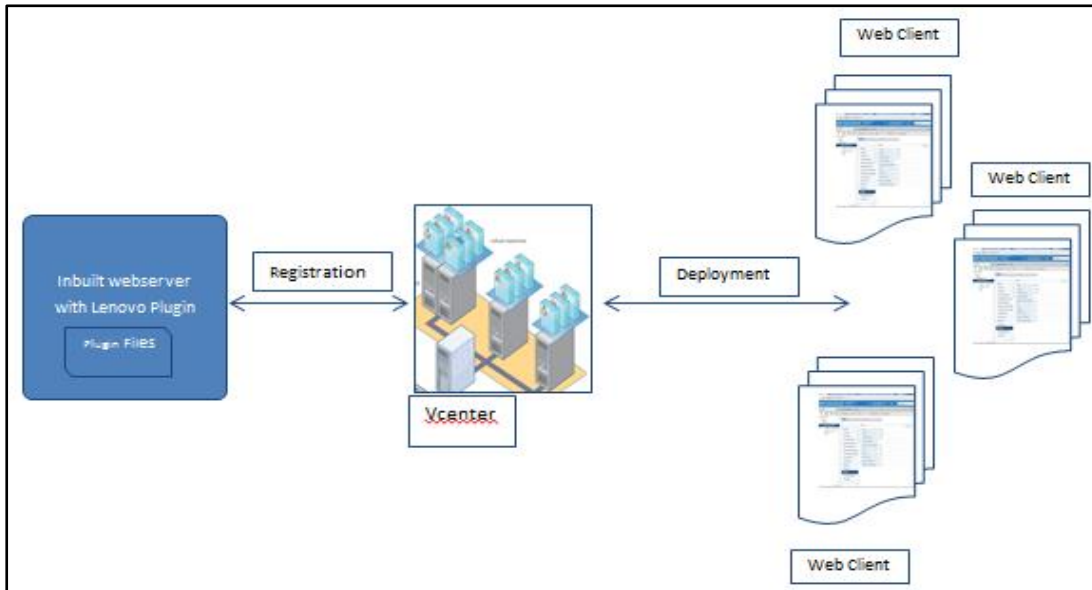 Web Client
Web Client
Inbuilt webserver
with Lenovo Plugin
Plugin Files
Registration
Deployment
Vcenter
Web Client